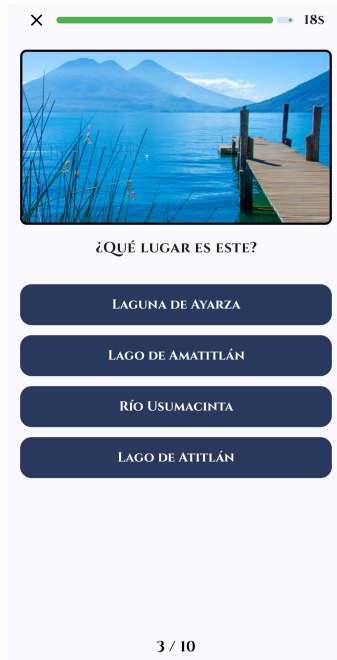 18s
¿Qué lugar es este?
Laguna de Ayarza
Lago de Amatitlán
Río Usumacinta
Lago de Atitlán
3 / 10